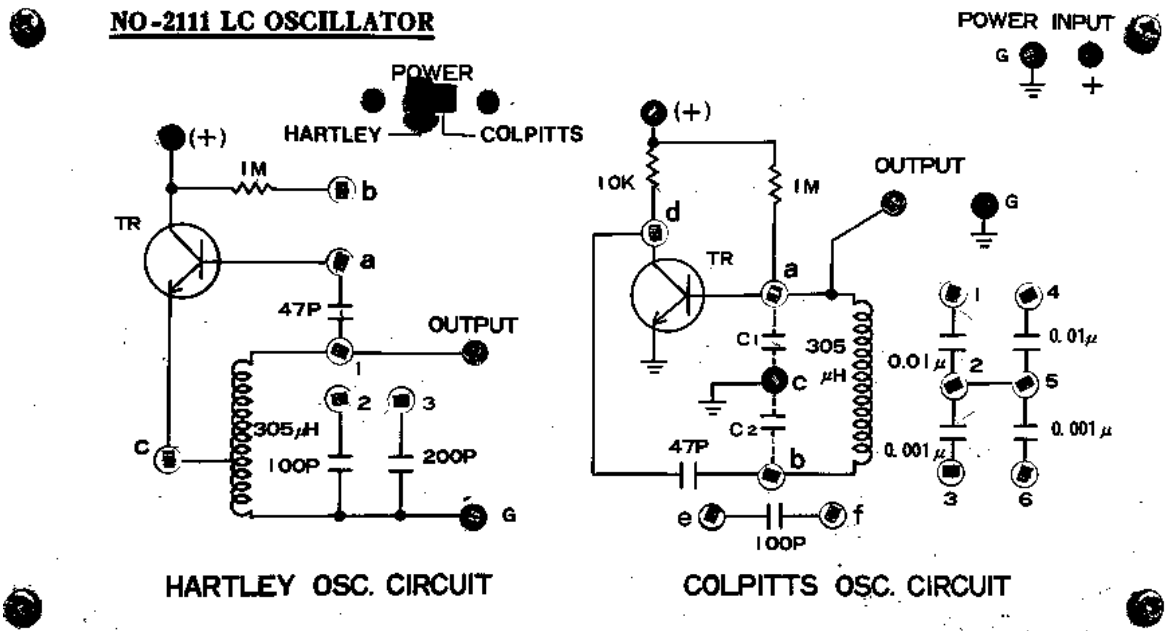 NO-2111 LC OSCILLATOR
POWER INPUT
G
+
POWER
HARTLEY
COLPITTS
(+)
1M
b
TR
a
47P
OUTPUT
1
2
3
305μH
C
100P
200P
G
HARTLEY OSC. CIRCUIT
(+)
10K
1M
OUTPUT
G
d
TR
a
C1
305
μH
C
C2
47P
b
e
f
100P
1
4
0.01μ
0.01μ
2
5
0.001μ
0.001μ
3
6
COLPITTS OSC. CIRCUIT